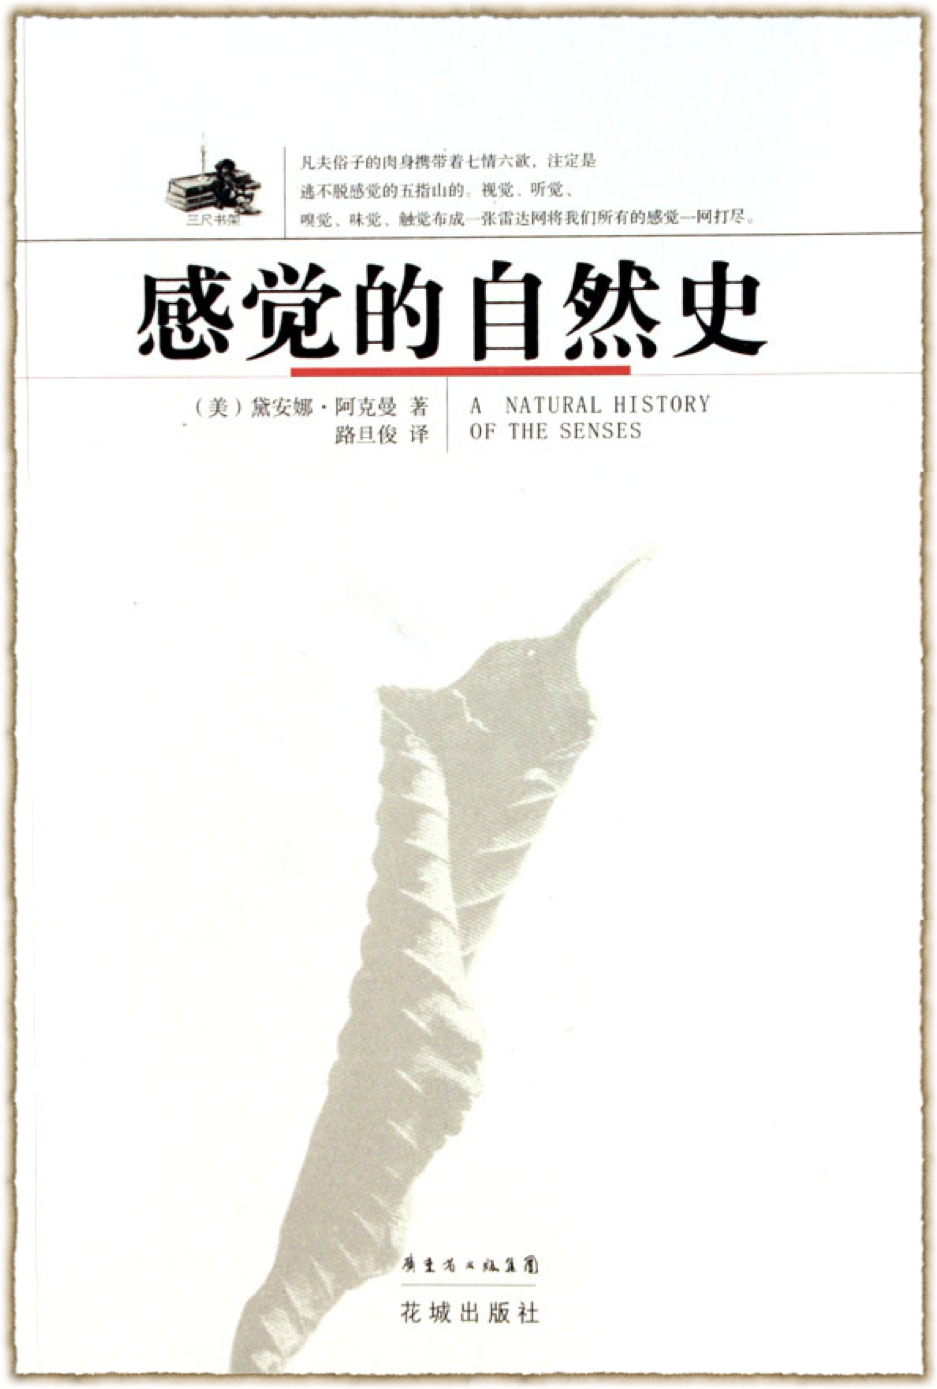 凡夫俗子的肉身携带着七情六欲，注定是
逃不脱感觉的五指山的。视觉、听觉、
嗅觉、味觉、触觉布成一张雷达网将我们所有的感觉一网打尽。
三尺书架
感觉的自然史
（美）黛安娜·阿克曼 著
路旦俊 译
A NATURAL HISTORY
OF THE SENSES
广东省出版集团
花城出版社